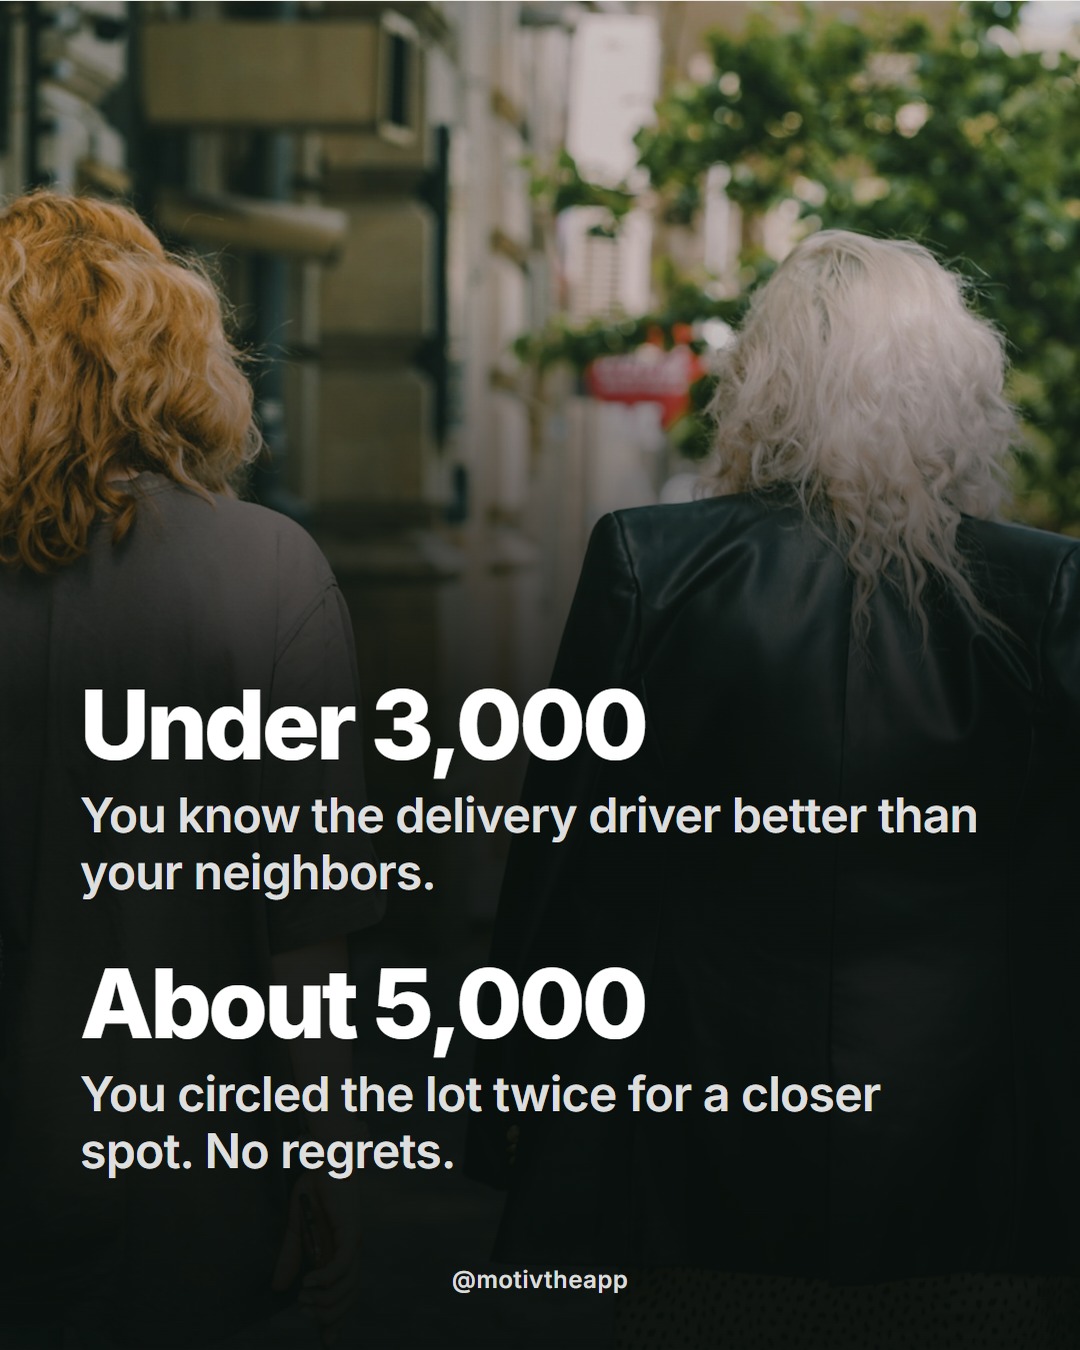 Under 3,000
You know the delivery driver better than
your neighbors.
About 5,000
You circled the lot twice for a closer
spot. No regrets.
@motivtheapp